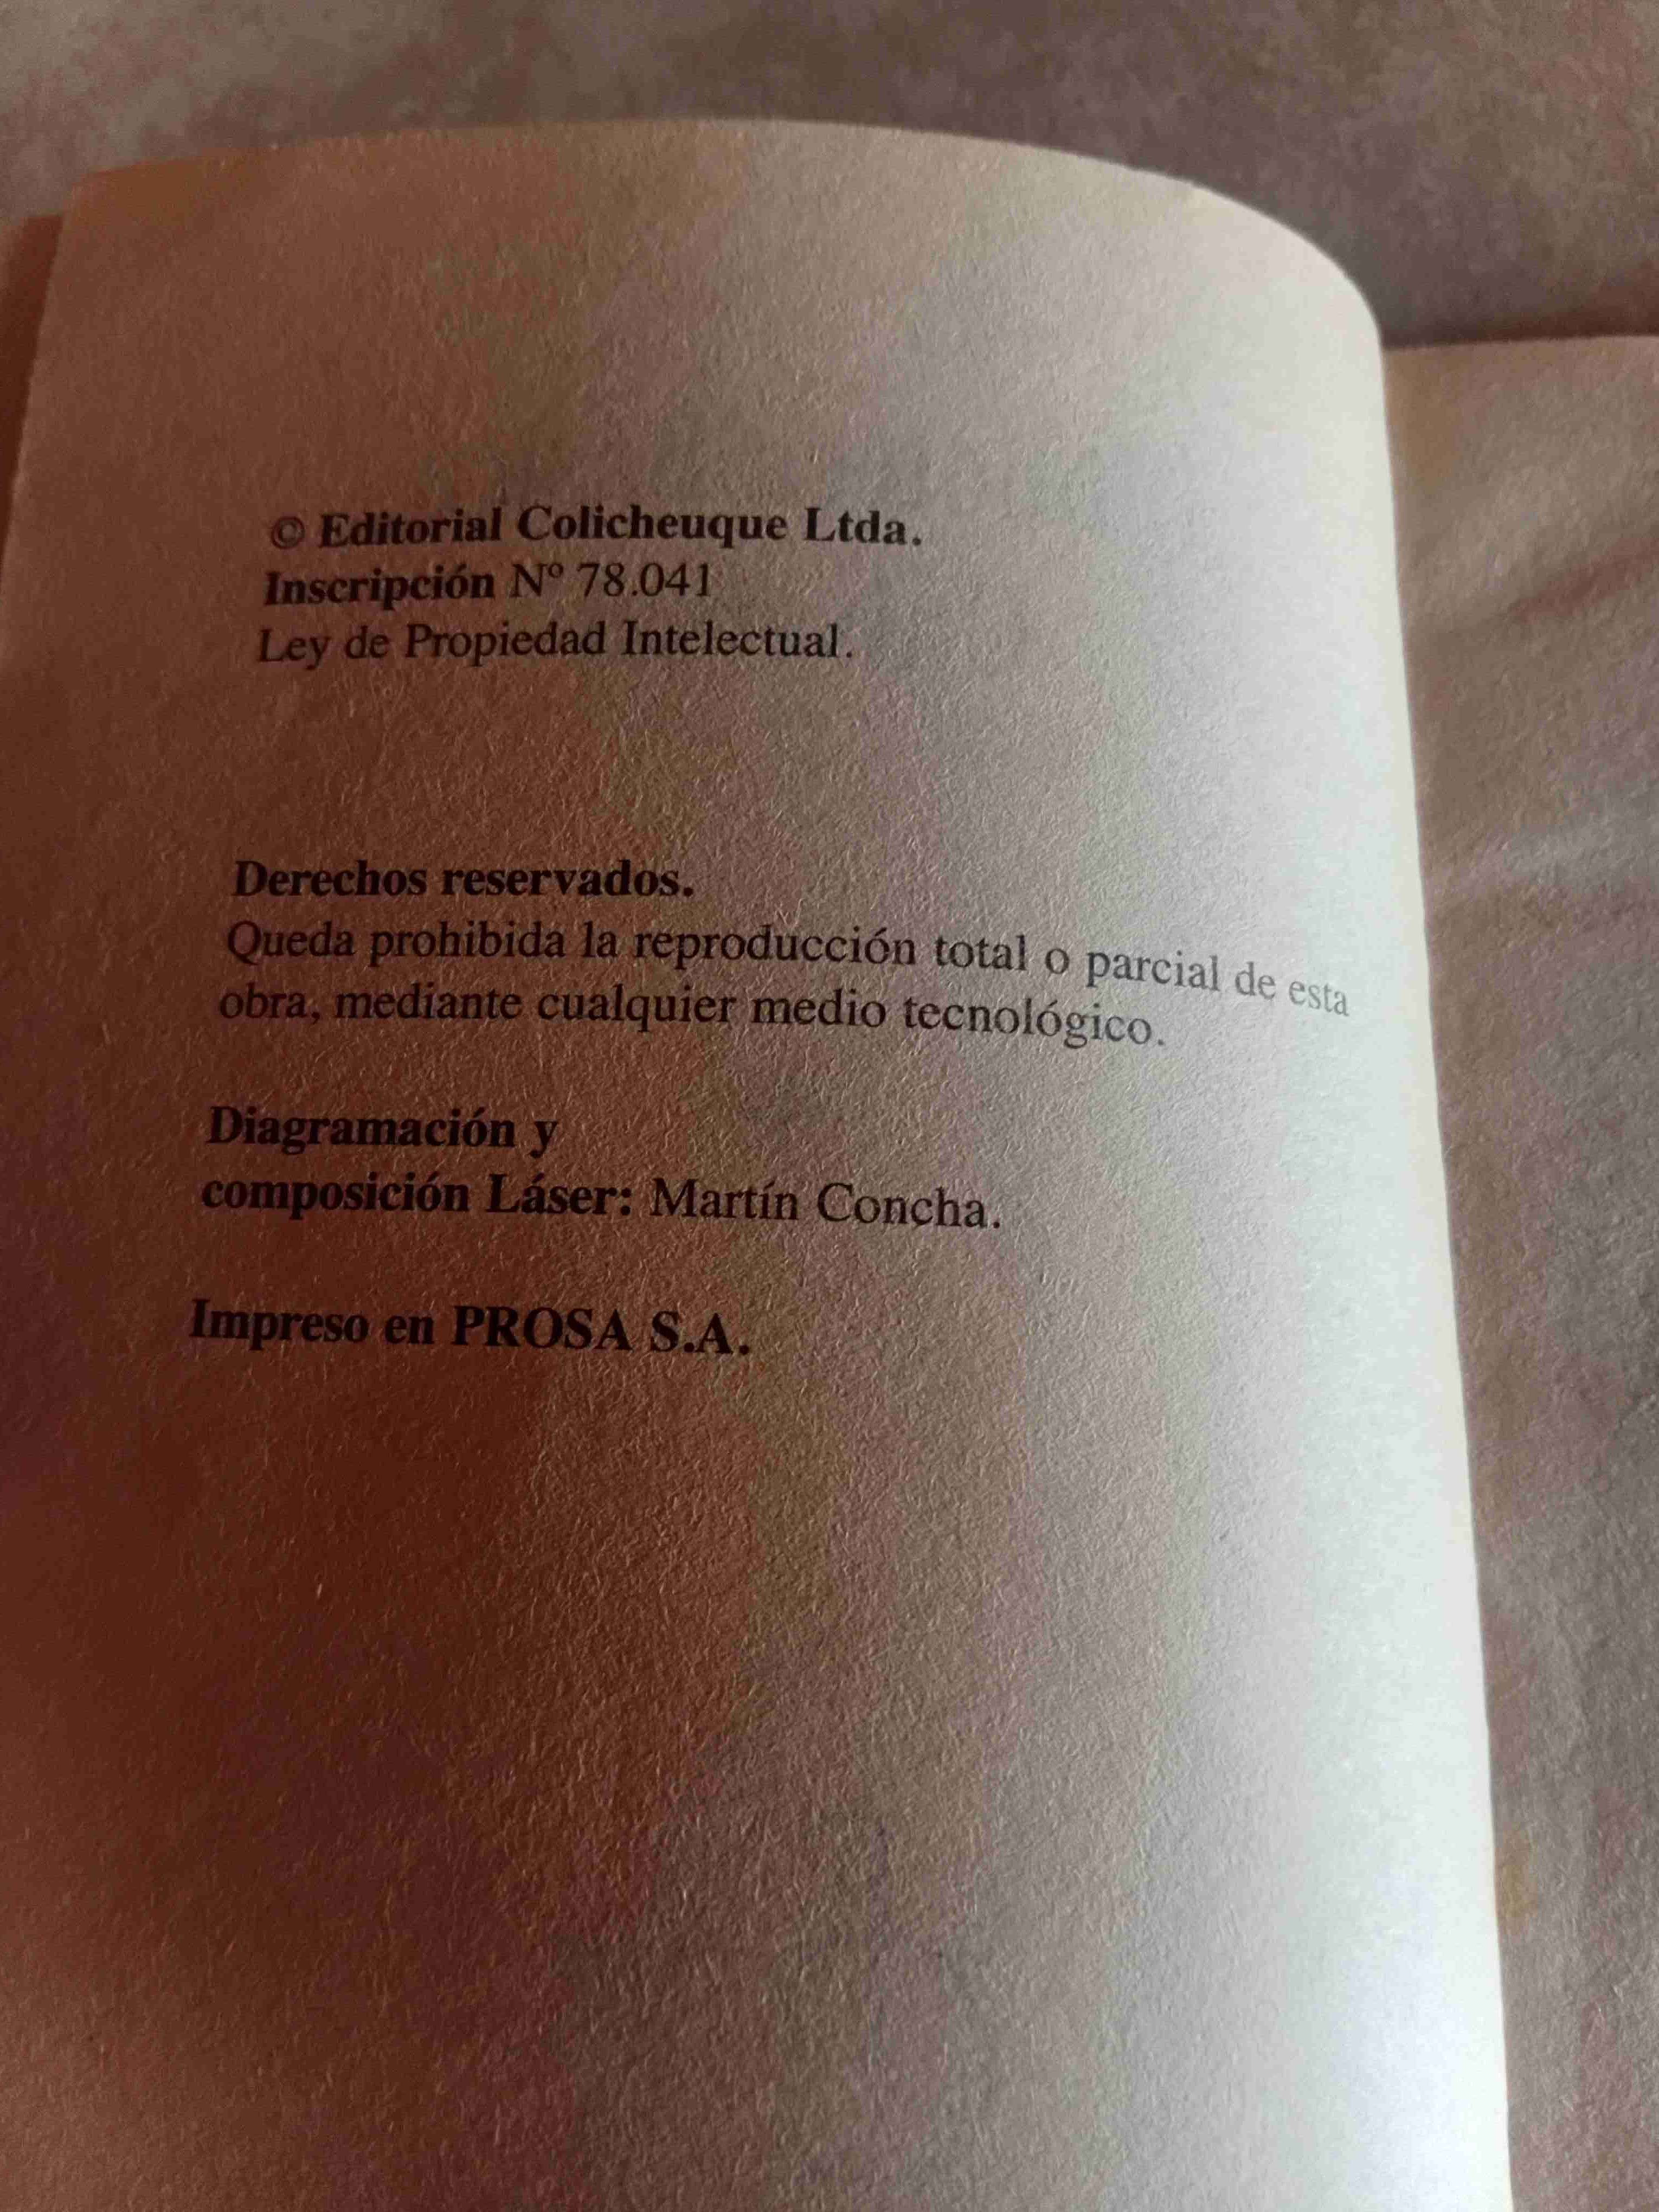 © Editorial Colicheuque Ltda.
Inscripción Nº 78.041
Ley de Propiedad Intelectual.
Derechos reservados.
Queda prohibida la reproducción total o parcial de esta
obra, mediante cualquier medio tecnológico.
Diagramación y
composición Láser: Martín Concha.
Impreso en PROSA S.A.